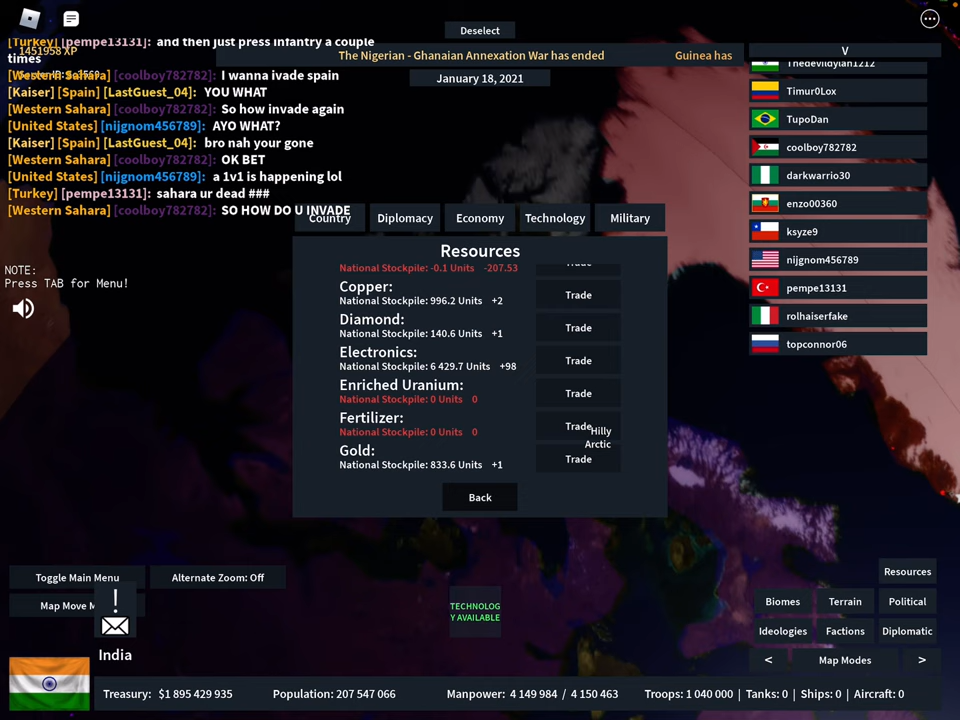 [Turkey] [pempe13131]: and then just press infantry a couple
times
1451958 XP
[Western Sahara] [coolboy782782]: I wanna ivade spain
[Kaiser] [Spain] [LastGuest_04]: YOU WHAT
[Western Sahara] [coolboy782782]: So how invade again
[United States] [nijgnom456789]: AYO WHAT?
[Kaiser] [Spain] [LastGuest_04]: bro nah your gone
[Western Sahara] [coolboy782782]: OK BET
[United States] [nijgnom456789]: a 1v1 is happening lol
[Turkey] [pempe13131]: sahara ur dead ###
[Western Sahara] [coolboy782782]: SO HOW DO U INVADE
NOTE:
Press TAB for Menu!
Deselect
The Nigerian - Ghanaian Annexation War has ended
Guinea has
January 18, 2021
V
Thedevildylan1212
Timur0Lox
TupoDan
coolboy782782
darkwarrio30
enzo00360
ksyze9
nijgnom456789
pempe13131
rolhaiserfake
topconnor06
Country Diplomacy Economy Technology Military
Resources
National Stockpile: -0.1 Units -207.53
Trade
Copper:
National Stockpile: 996.2 Units +2
Trade
Diamond:
National Stockpile: 140.6 Units +1
Trade
Electronics:
National Stockpile: 6 429.7 Units +98
Trade
Enriched Uranium:
National Stockpile: 0 Units 0
Trade
Fertilizer:
National Stockpile: 0 Units 0
Trade
Hilly
Arctic
Gold:
National Stockpile: 833.6 Units +1
Trade
Back
Toggle Main Menu
Alternate Zoom: Off
Map Move M
!
India
TECHNOLOG
Y AVAILABLE
Resources
Biomes Terrain Political
Ideologies Factions Diplomatic
< Map Modes >
Treasury: $1 895 429 935 Population: 207 547 066 Manpower: 4 149 984 / 4 150 463 Troops: 1 040 000 | Tanks: 0 | Ships: 0 | Aircraft: 0